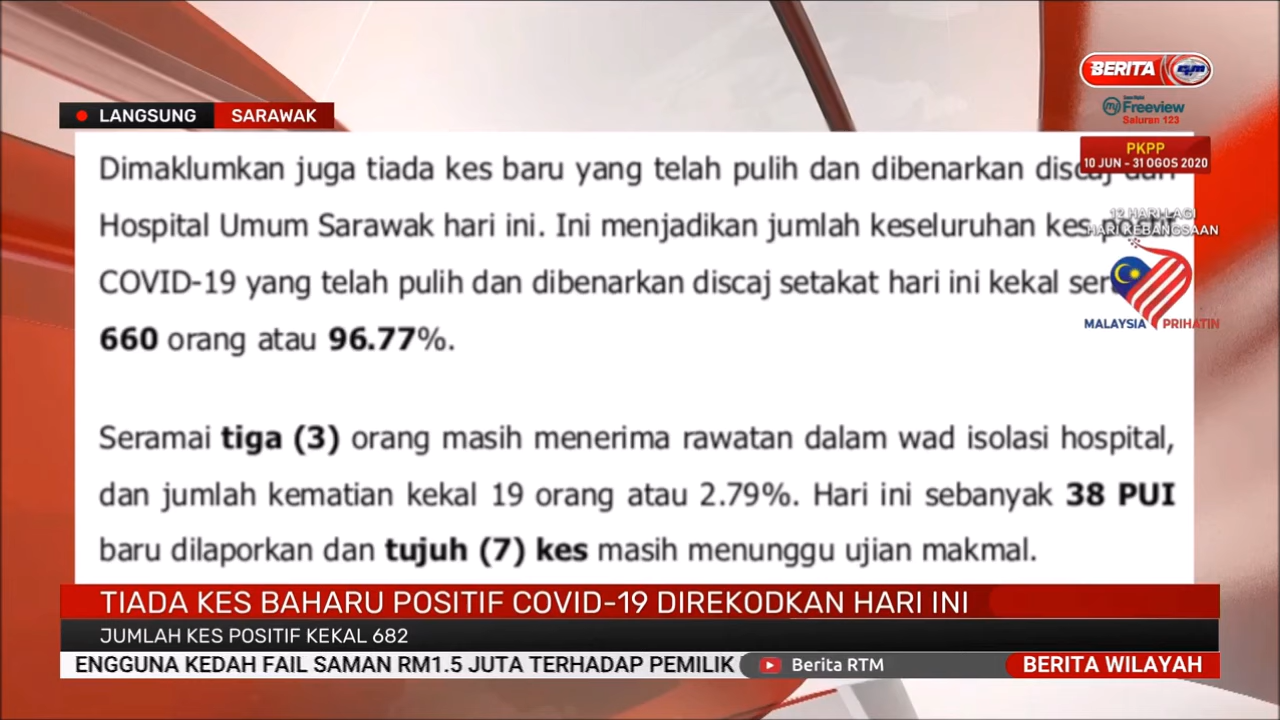 BERITA
Freeview
Saluran 123
LANGSUNG SARAWAK
PKPP
10 JUN - 31 OGOS 2020
Dimaklumkan juga tiada kes baru yang telah pulih dan dibenarkan
Hospital Umum Sarawak hari ini. Ini menjadikan jumlah keseluruhan kes
12 HARI LAGI
HARI KEBANGSAAN
COVID-19 yang telah pulih dan dibenarkan discaj setakat hari ini kekal
MALAYSIA PRIHATIN
660 orang atau 96.77%.
Seramai tiga (3) orang masih menerima rawatan dalam wad isolasi hospital,
dan jumlah kematian kekal 19 orang atau 2.79%. Hari ini sebanyak 38 PUI
baru dilaporkan dan tujuh (7) kes masih menunggu ujian makmal.
TIADA KES BAHARU POSITIF COVID-19 DIREKODKAN HARI INI
JUMLAH KES POSITIF KEKAL 682
ENGGUNA KEDAH FAIL SAMAN RM1.5 JUTA TERHADAP PEMILIK Berita RTM BERITA WILAYAH